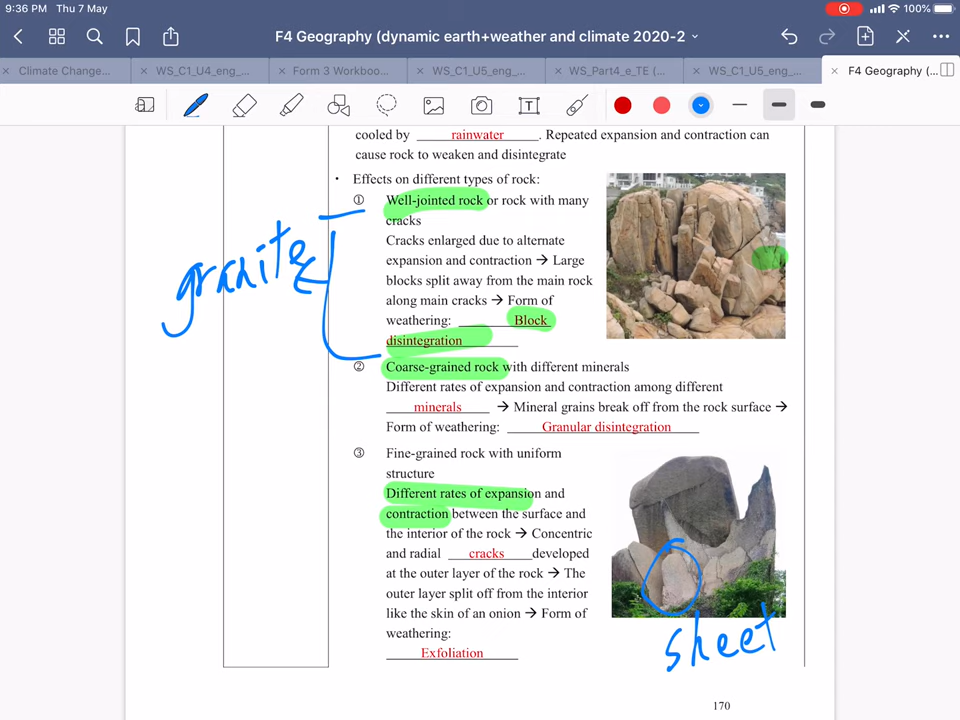 9:36 PM Thu 7 May
100%
F4 Geography (dynamic earth+weather and climate 2020-2
Climate Change...
WS_C1_U4_eng_...
Form 3 Workboo...
WS_C1_U5_eng_...
WS_Part4_e_TE (...
WS_C1_U5_eng_...
F4 Geography (...
cooled by rainwater. Repeated expansion and contraction can
cause rock to weaken and disintegrate
• Effects on different types of rock:
① Well-jointed rock or rock with many
cracks
Cracks enlarged due to alternate
expansion and contraction → Large
blocks split away from the main rock
along main cracks → Form of
weathering: Block
disintegration
granite
② Coarse-grained rock with different minerals
Different rates of expansion and contraction among different
minerals → Mineral grains break off from the rock surface →
Form of weathering: Granular disintegration
③ Fine-grained rock with uniform
structure
Different rates of expansion and
contraction between the surface and
the interior of the rock → Concentric
and radial cracks developed
at the outer layer of the rock → The
outer layer split off from the interior
like the skin of an onion → Form of
weathering:
Exfoliation
sheet
170